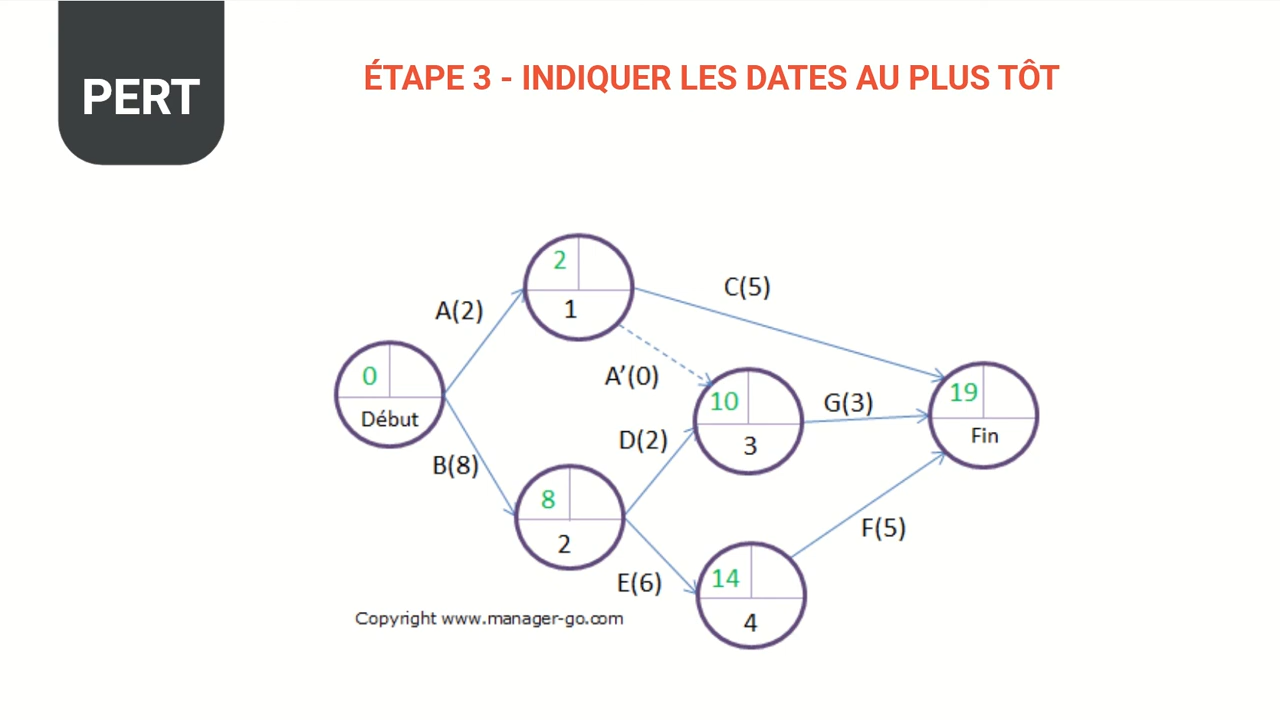 PERT
ÉTAPE 3 - INDIQUER LES DATES AU PLUS TÔT
2
1
A(2)
C(5)
0
Début
A’(0)
10
3
G(3)
19
Fin
B(8)
D(2)
8
2
E(6)
14
4
F(5)
Copyright www.manager-go.com